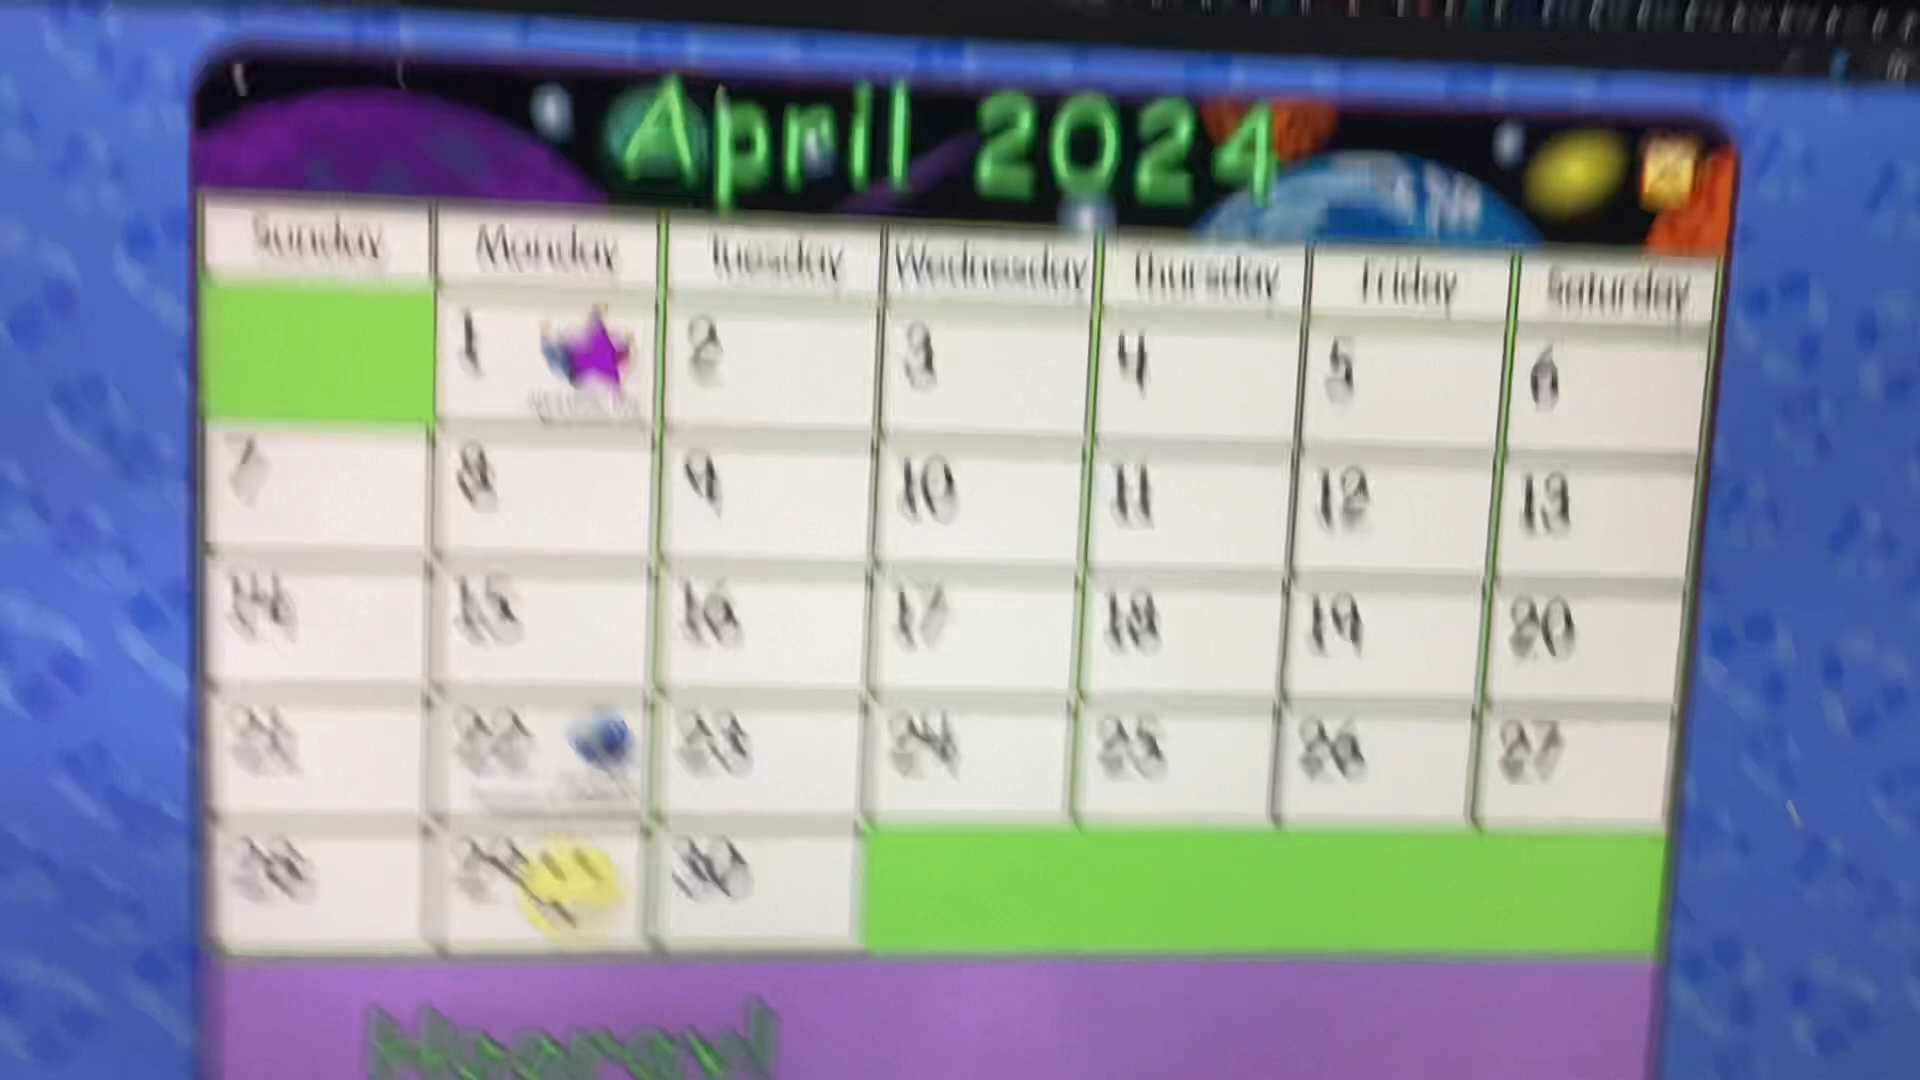 April 2024
Sunday Monday Tuesday Wednesday Thursday Friday Saturday
1 2 3 4 5 6
7 8 9 10 11 12 13
14 15 16 17 18 19 20
21 22 23 24 25 26 27
28 29 30
Hooray!